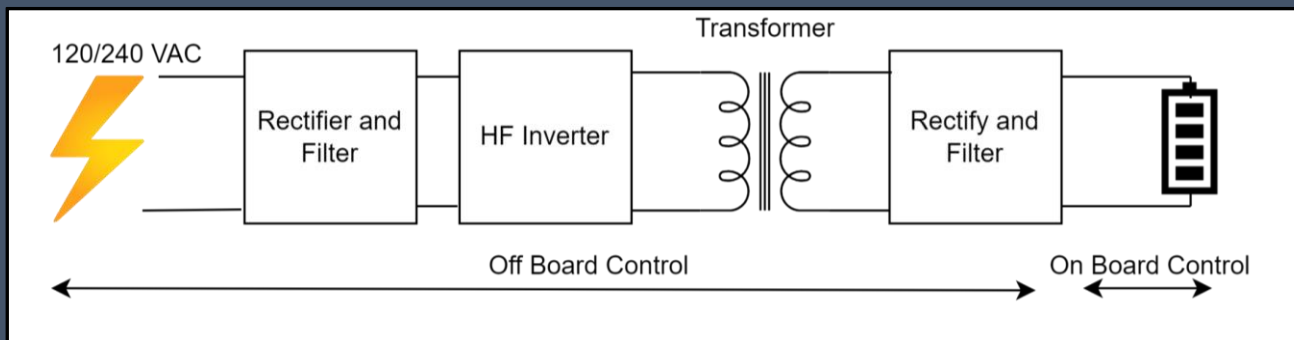 Transformer
120/240 VAC
Rectifier and
Filter
HF Inverter
Rectify and
Filter
Off Board Control
On Board Control